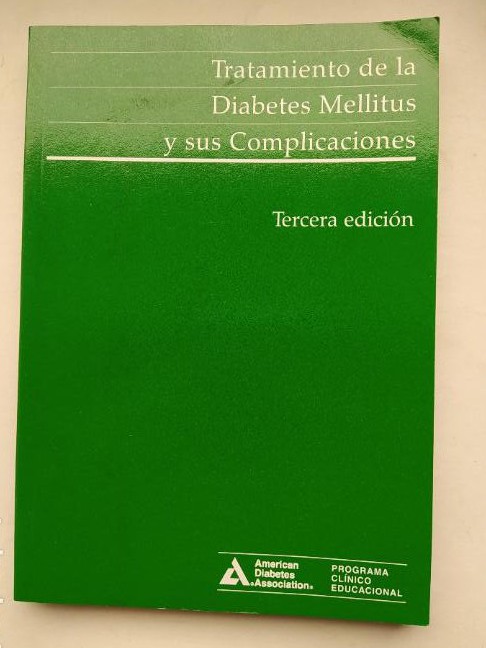 Tratamiento de la
Diabetes Mellitus
y sus Complicaciones
Tercera edición
American
Diabetes
Association®
PROGRAMA
CLÍNICO
EDUCACIONAL